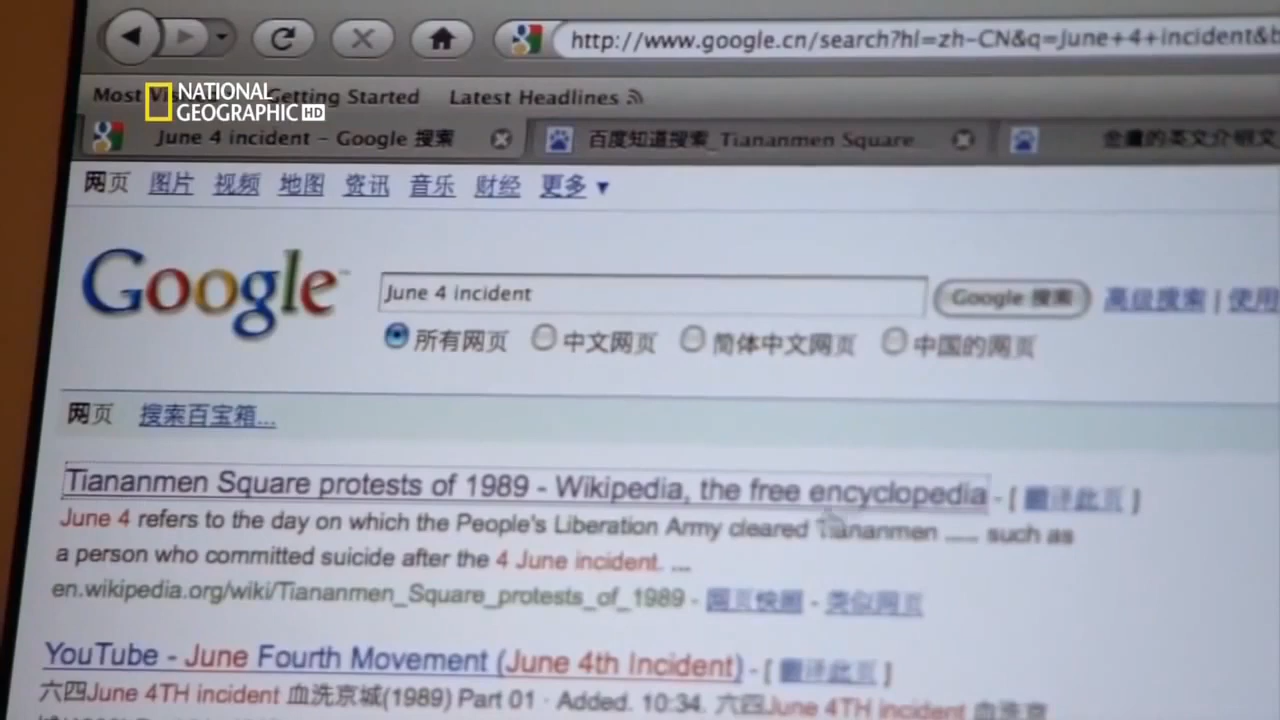 http://www.google.cn/search?hl=zh-CN&q=June+4+incident&b
Most Getting Started Latest Headlines
NATIONAL
GEOGRAPHIC HD
June 4 incident - Google 搜索 百度知道搜索_Tiananmen Square
网页 图片 视频 地图 资讯 音乐 财经 更多 ▼
Google™ June 4 incident Google 搜索 高级搜索 | 使用
所有网页 中文网页 简体中文网页 中国的网页
网页 搜索百宝箱...
Tiananmen Square protests of 1989 - Wikipedia, the free encyclopedia - [ 翻译此页 ]
June 4 refers to the day on which the People's Liberation Army cleared Tiananmen ...... such as
a person who committed suicide after the 4 June incident. ...
en.wikipedia.org/wiki/Tiananmen_Square_protests_of_1989 - 网页快照 - 类似网页
YouTube - June Fourth Movement (June 4th Incident) - [ 翻译此页 ]
六四June 4TH incident 血洗京城(1989) Part 01 · Added. 10:34. 六四June 4TH incident 血洗京